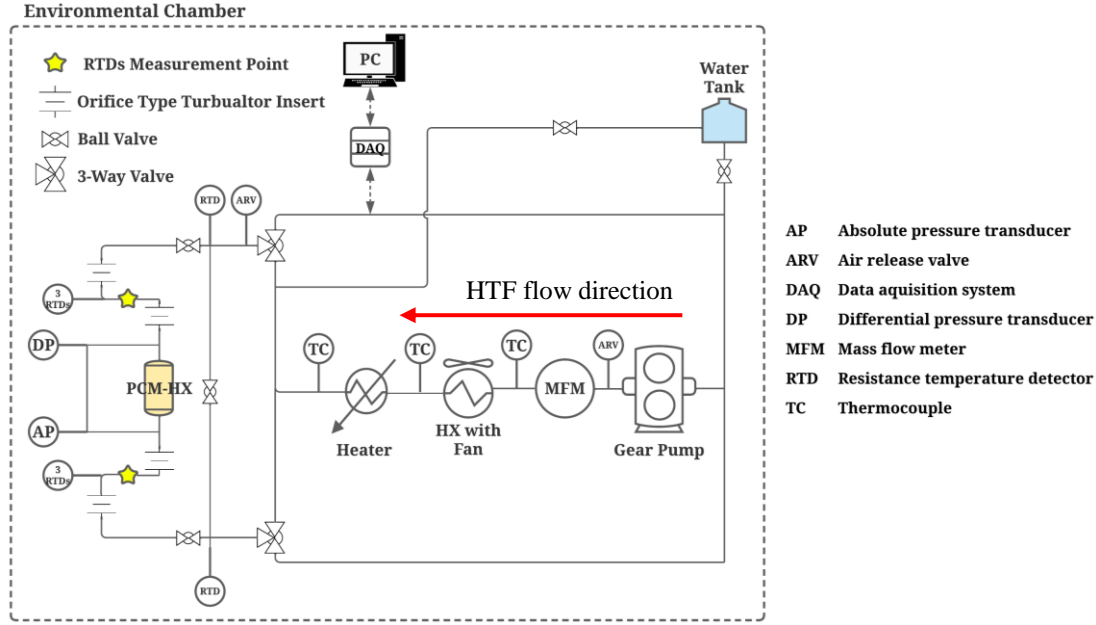 Environmental Chamber
RTDs Measurement Point
Orifice Type Turbualtor Insert
Ball Valve
3-Way Valve
PC
DAQ
Water
Tank
RTD
ARV
3
RTDs
DP
PCM-HX
AP
3
RTDs
RTD
HTF flow direction
TC
TC
TC
ARV
MFM
Heater
HX with
Fan
Gear Pump
AP Absolute pressure transducer
ARV Air release valve
DAQ Data aquisition system
DP Differential pressure transducer
MFM Mass flow meter
RTD Resistance temperature detector
TC Thermocouple